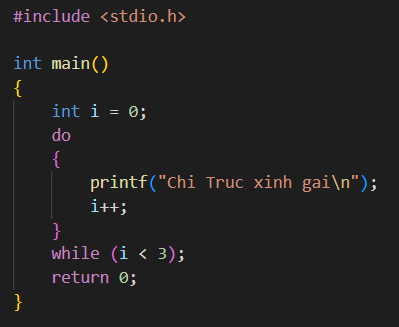 #include <stdio.h>
int main()
{
    int i = 0;
    do
    {
        printf("Chi Truc xinh gai\n");
        i++;
    }
    while (i < 3);
    return 0;
}